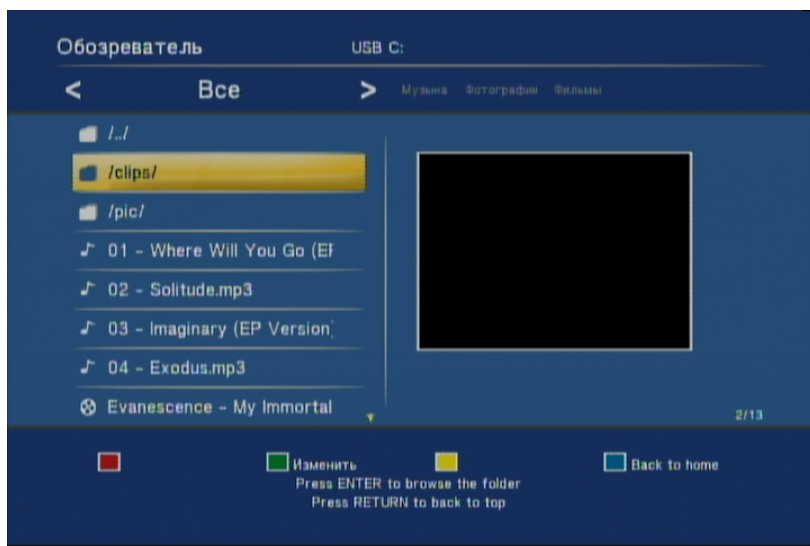 Обозреватель USB C:
< Все > Музыка Фотографии Фильмы
/../
/clips/
/pic/
01 - Where Will You Go (EF
02 - Solitude.mp3
03 - Imaginary (EP Version)
04 - Exodus.mp3
Evanescence - My Immortal
2/13
Изменить Back to home
Press ENTER to browse the folder
Press RETURN to back to top